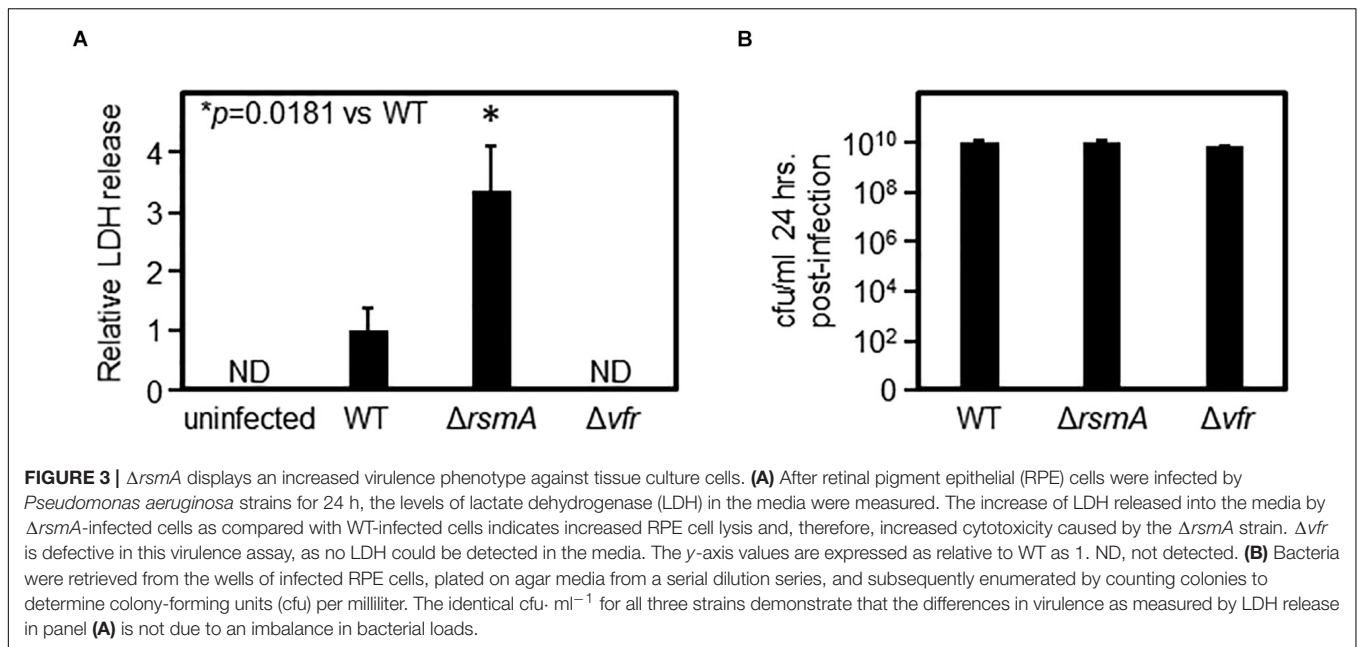 A
B
*p=0.0181 vs WT
*
Relative LDH release
4
3
2
1
0
ND
ND
uninfected WT ΔrsmA Δvfr
cfu/ml 24 hrs.
post-infection
10¹⁰
10⁸
10⁶
10⁴
10²
0
WT ΔrsmA Δvfr
FIGURE 3 | ΔrsmA displays an increased virulence phenotype against tissue culture cells. (A) After retinal pigment epithelial (RPE) cells were infected by
Pseudomonas aeruginosa strains for 24 h, the levels of lactate dehydrogenase (LDH) in the media were measured. The increase of LDH released into the media by
ΔrsmA-infected cells as compared with WT-infected cells indicates increased RPE cell lysis and, therefore, increased cytotoxicity caused by the ΔrsmA strain. Δvfr
is defective in this virulence assay, as no LDH could be detected in the media. The y-axis values are expressed as relative to WT as 1. ND, not detected. (B) Bacteria
were retrieved from the wells of infected RPE cells, plated on agar media from a serial dilution series, and subsequently enumerated by counting colonies to
determine colony-forming units (cfu) per milliliter. The identical cfu· ml⁻¹ for all three strains demonstrate that the differences in virulence as measured by LDH release
in panel (A) is not due to an imbalance in bacterial loads.